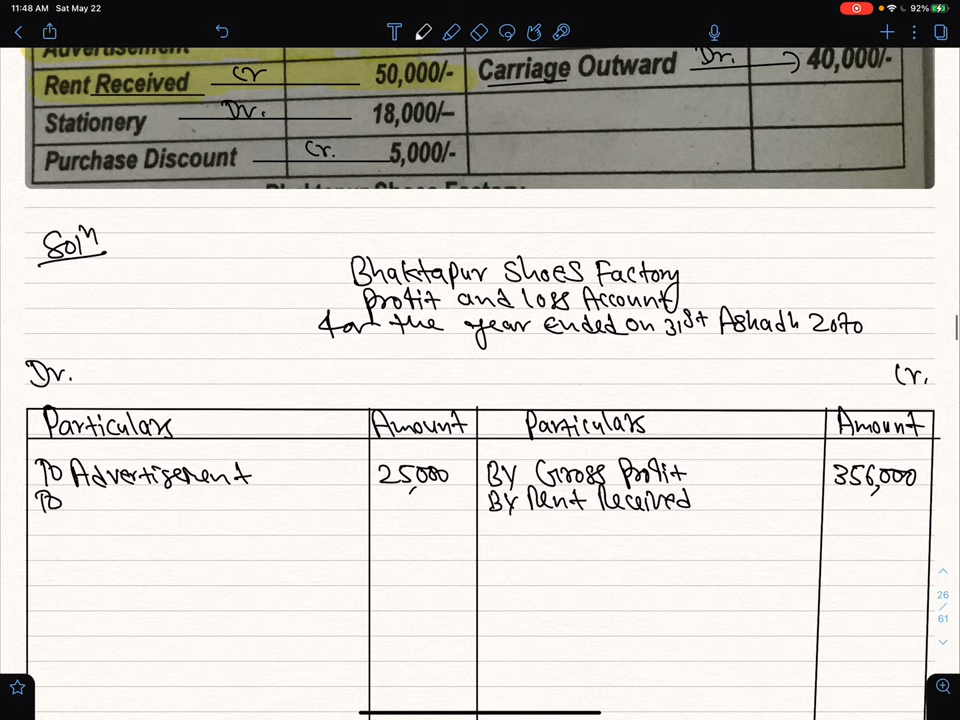 11:48 AM Sat May 22
92%
Advertisement
Rent Received Cr 50,000/- Carriage Outward Dr. 40,000/-
Stationery Dr. 18,000/-
Purchase Discount Cr. 5,000/-
Solⁿ
Bhaktapur Shoes Factory
Profit and Loss Account
for the year ended on 31st Ashadh 2070
Dr. Cr.
Particulars Amount Particulars Amount
To Advertisement 25,000 By Gross Profit 356,000
To By Rent Received
26
/
61